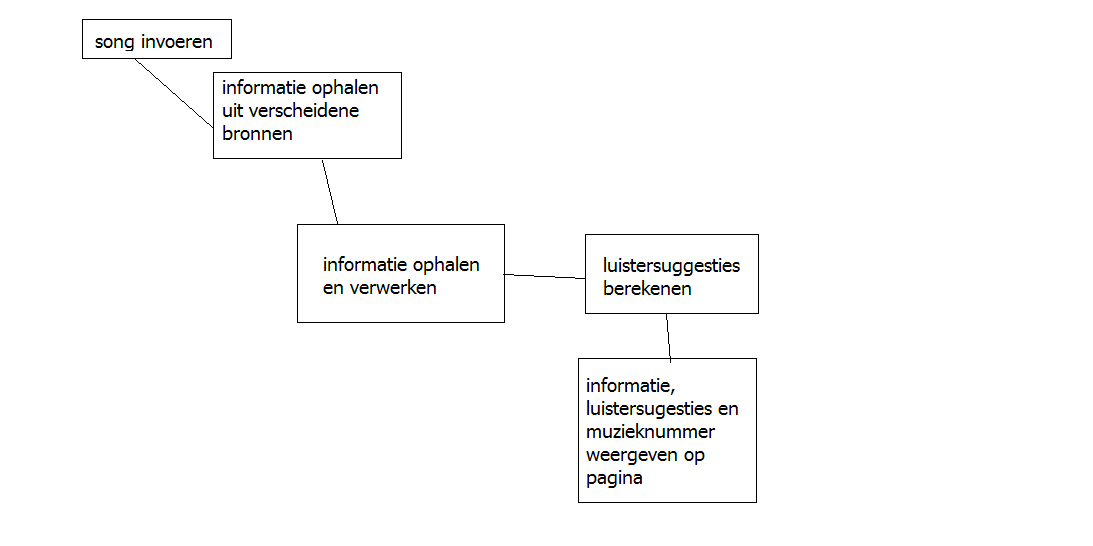 song invoeren
informatie ophalen
uit verscheidene
bronnen
informatie ophalen
en verwerken
luistersuggesties
berekenen
informatie,
luistersugesties en
muzieknummer
weergeven op
pagina